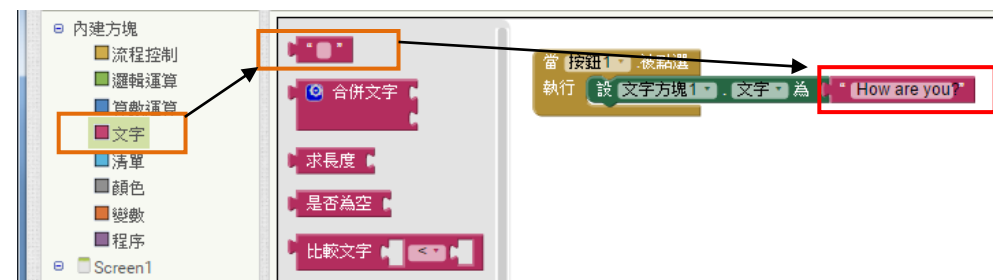 內建方塊
流程控制
邏輯運算
算數運算
文字
清單
顏色
變數
程序
Screen1
" "
合併文字
求長度
是否為空
比較文字 <
當 按鈕1 .被點選
執行 設 文字方塊1 . 文字 為 " How are you? "